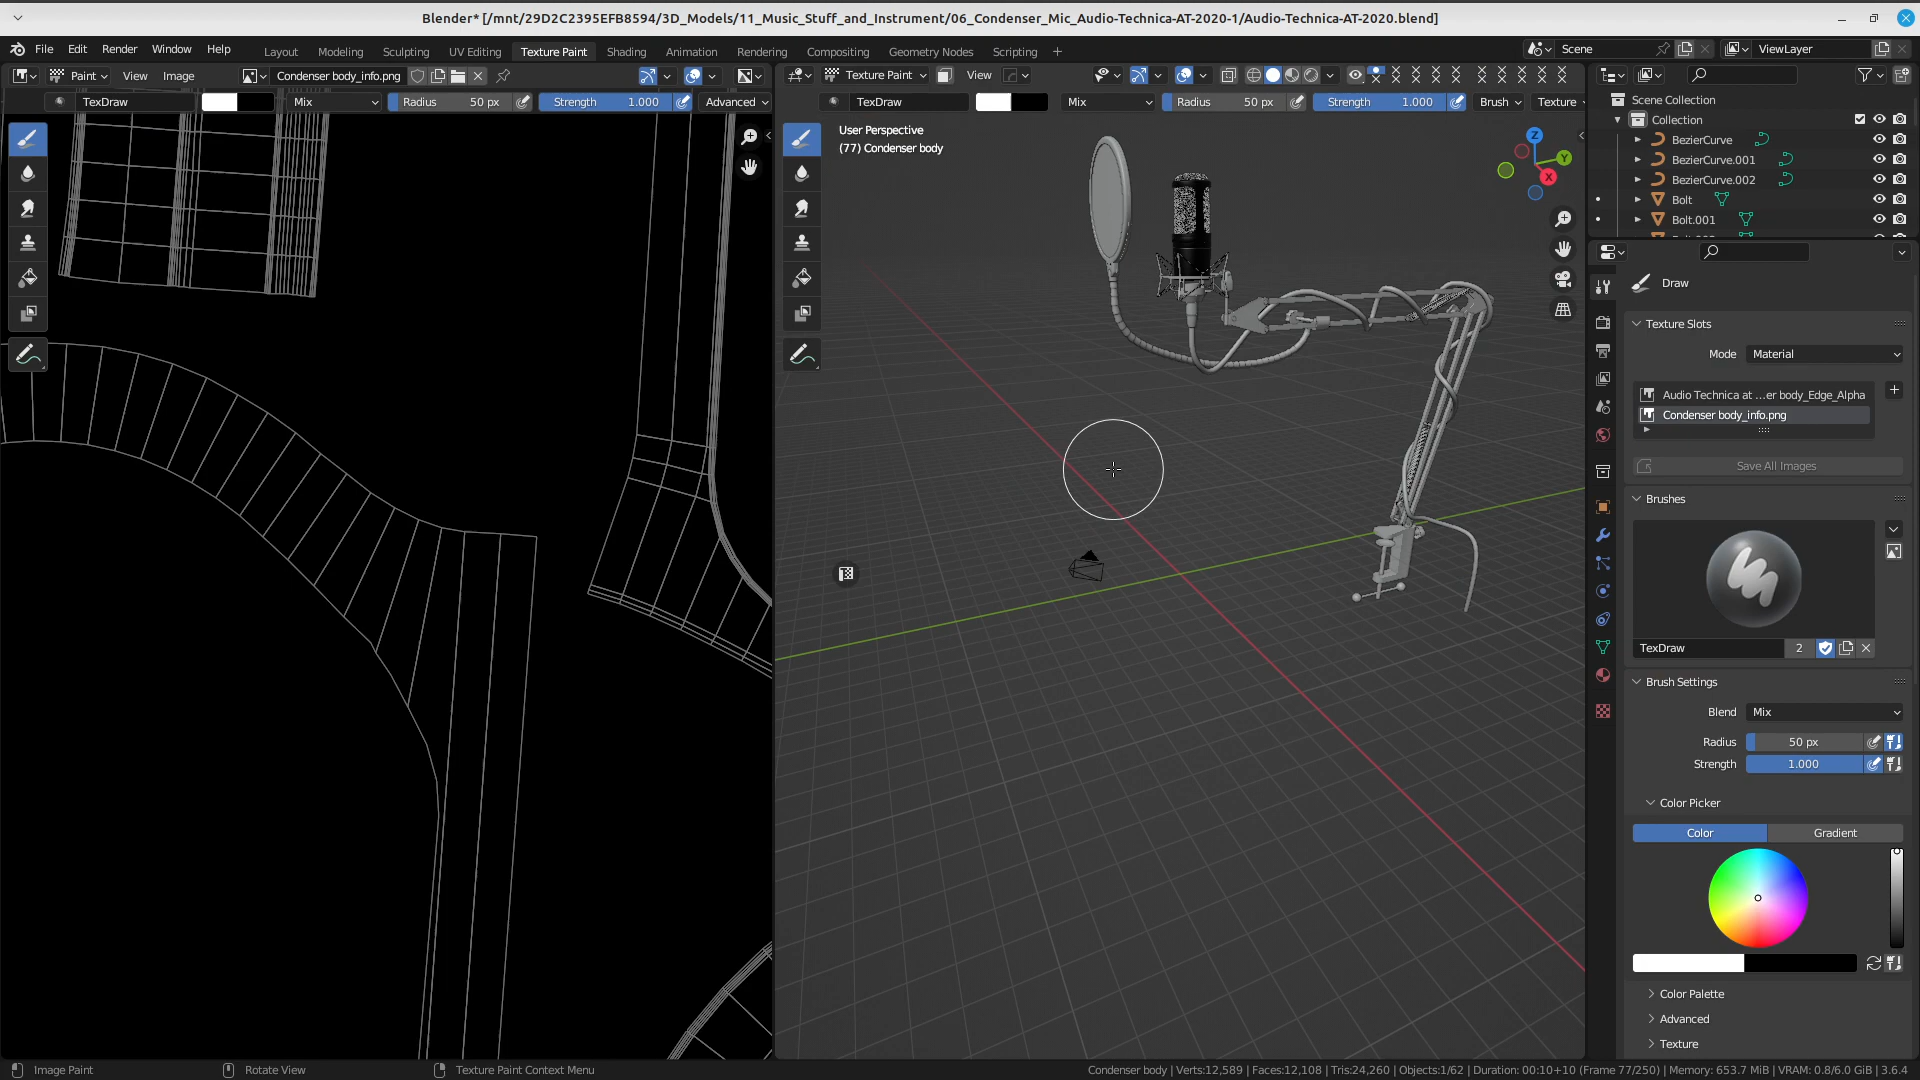 Blender* [/mnt/29D2C2395EFB8594/3D_Models/11_Music_Stuff_and_Instrument/06_Condenser_Mic_Audio-Technica-AT-2020-1/Audio-Technica-AT-2020.blend]
File Edit Render Window Help Layout Modeling Sculpting UV Editing Texture Paint Shading Animation Rendering Compositing Geometry Nodes Scripting + Scene ViewLayer
Paint View Image Condenser body_info.png Texture Paint View
TexDraw Mix Radius 50 px Strength 1.000 Advanced TexDraw Mix Radius 50 px Strength 1.000 Brush Texture
Scene Collection
Collection
BezierCurve
BezierCurve.001
BezierCurve.002
Bolt
Bolt.001
User Perspective
(77) Condenser body
Z
Y
X
Draw
Texture Slots
Mode Material
Audio Technica at ...er body_Edge_Alpha
Condenser body_info.png
Save All Images
Brushes
TexDraw 2
Brush Settings
Blend Mix
Radius 50 px
Strength 1.000
Color Picker
Color Gradient
Color Palette
Advanced
Texture
Image Paint Rotate View Texture Paint Context Menu Condenser body | Verts:12,589 | Faces:12,108 | Tris:24,260 | Objects:1/62 | Duration: 00:10+10 (Frame 77/250) | Memory: 653.7 MiB | VRAM: 0.8/6.0 GiB | 3.6.4